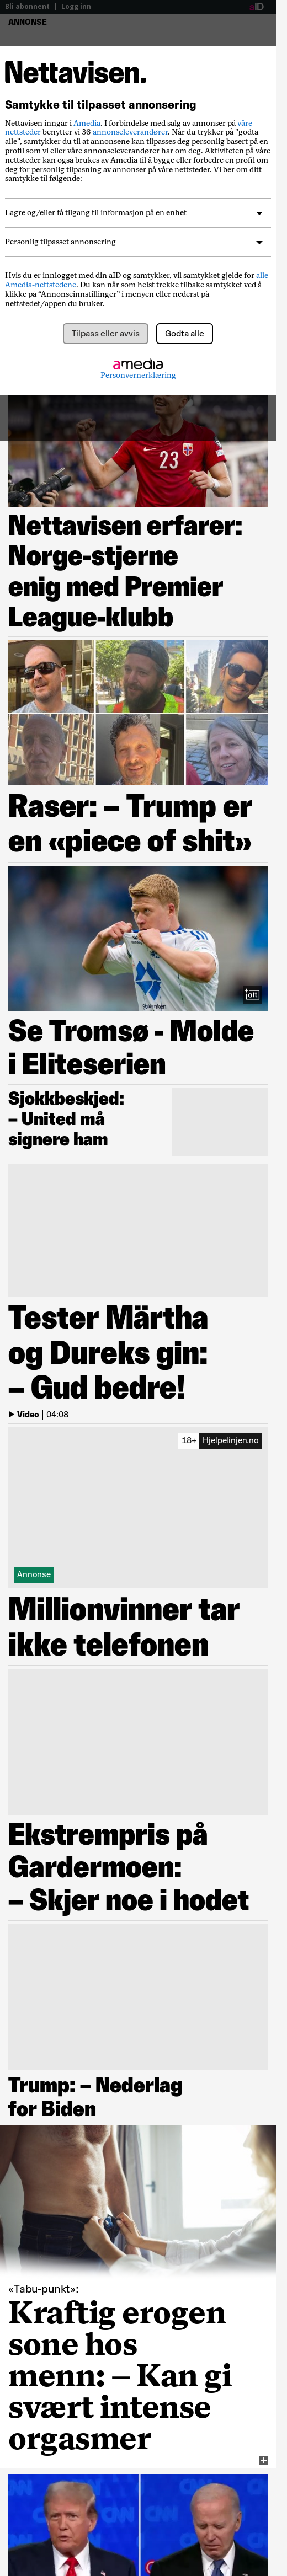 Bli abonnent | Logg inn
aID
ANNONSE
Nettavisen.
Samtykke til tilpasset annonsering
Nettavisen inngår i Amedia. I forbindelse med salg av annonser på våre
nettsteder benytter vi 36 annonseleverandører. Når du trykker på "godta
alle", samtykker du til at annonsene kan tilpasses deg personlig basert på en
profil som vi eller våre annonseleverandører har om deg. Aktiviteten på våre
nettsteder kan også brukes av Amedia til å bygge eller forbedre en profil om
deg for personlig tilpasning av annonser på våre nettsteder. Vi ber om ditt
samtykke til følgende:
Lagre og/eller få tilgang til informasjon på en enhet
Personlig tilpasset annonsering
Hvis du er innlogget med din aID og samtykker, vil samtykket gjelde for alle
Amedia-nettstedene. Du kan når som helst trekke tilbake samtykket ved å
klikke på “Annonseinnstillinger” i menyen eller nederst på
nettstedet/appen du bruker.
Tilpass eller avvis
Godta alle
amedia
Personvernerklæring
23
Nettavisen erfarer:
Norge-stjerne
enig med Premier
League-klubb
Raser: – Trump er
en «piece of shit»
Sparebanken
+alt
Se Tromsø - Molde
i Eliteserien
Sjokkbeskjed:
– United må
signere ham
Tester Märtha
og Dureks gin:
– Gud bedre!
Video | 04:08
18+ Hjelpelinjen.no
Annonse
Millionvinner tar
ikke telefonen
Ekstrempris på
Gardermoen:
– Skjer noe i hodet
Trump: – Nederlag
for Biden
«Tabu-punkt»:
Kraftig erogen
sone hos
menn: – Kan gi
svært intense
orgasmer